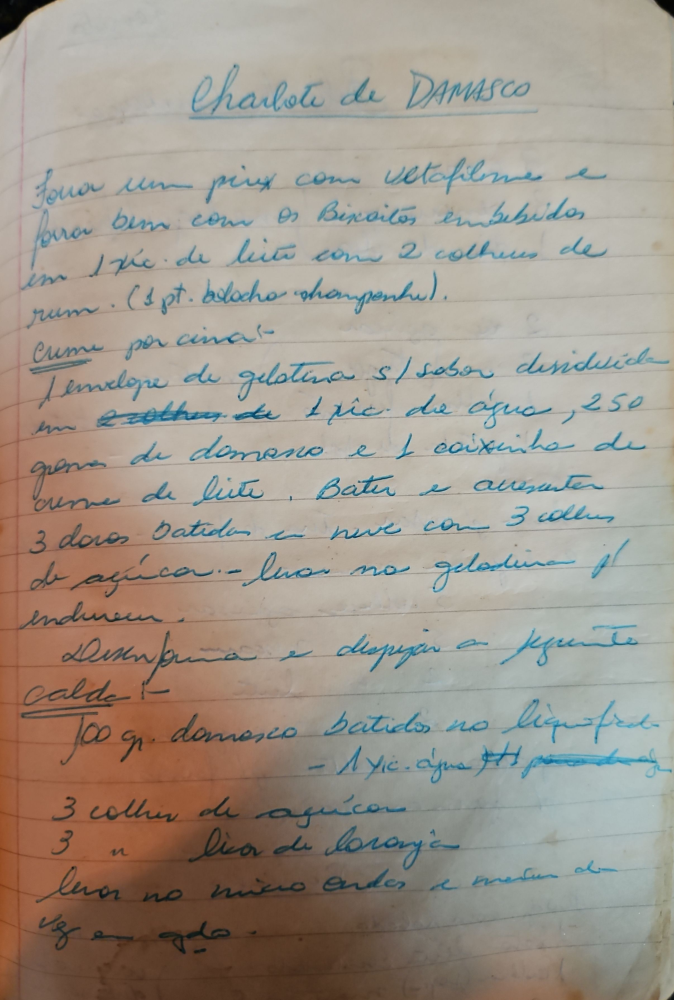 Charlote de DAMASCO
Forra um pirex com vitafilme e
forra bem com os Biscoitos embebidos
em 1 xíc. de leite com 2 colheres de
rum. (1 pt. bolacha champanhe).
Creme por cima:-
1 envelope de gelatina s/ sabor dissolvida
em 2 colheres de 1 xíc. de água, 250
grama de damasco e 1 caixinha de
creme de leite. Bater e acrescentar
3 claras batidas em neve com 3 colheres
de açúcar. - levar na geladeira p/
endurecer.
Desenforma e despejar a seguinte
calda:-
100 gr. damasco batidos no liquidificador
- 1 xic. água
3 colher de açúcar
3 " licor de laranja
levar no micro ondas e mexer de
vez em qdo.